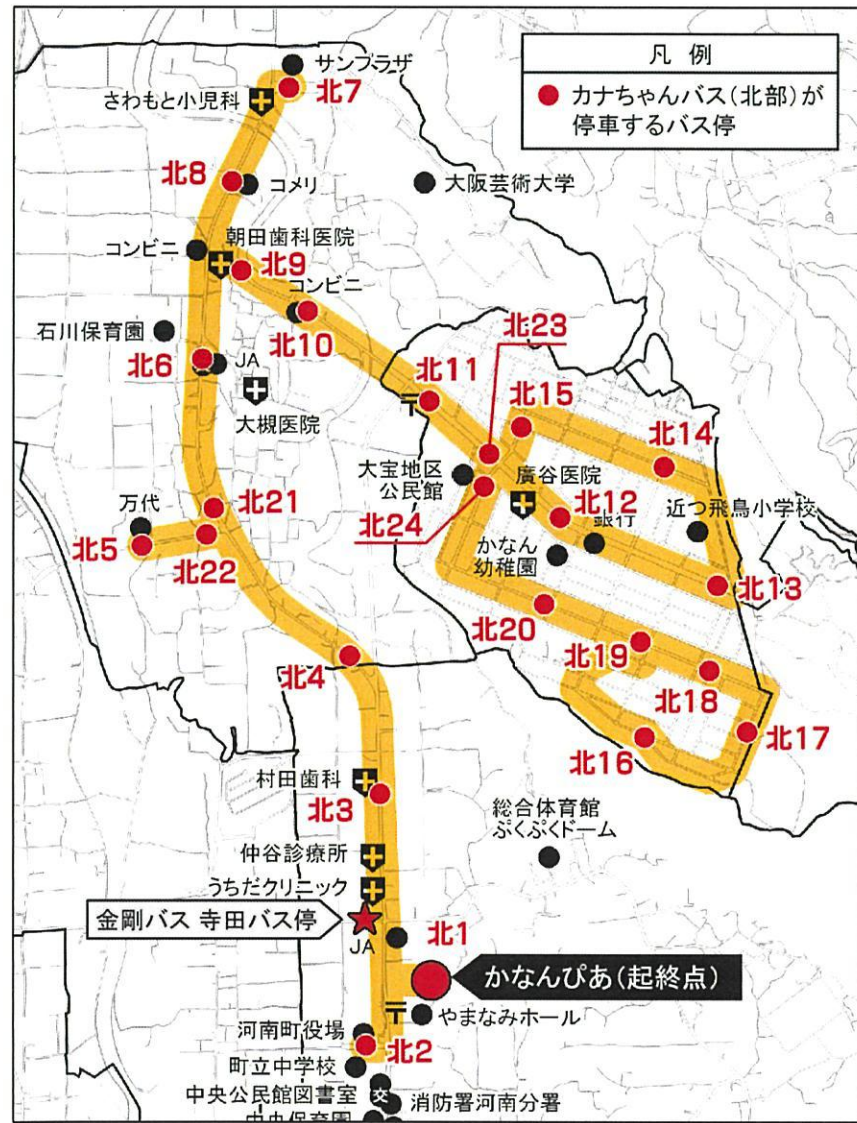 サンプラザ
凡 例
カナちゃんバス(北部)が
停車するバス停
さわもと小児科
北7
北8
コメリ
大阪芸術大学
朝田歯科医院
コンビニ
北9
コンビニ
北10
北23
石川保育園
北6
JA
大槻医院
北11
北15
北14
大宝地区
公民館
廣谷医院
北24
北12
銀行
近つ飛鳥小学校
かなん
幼稚園
北13
万代
北21
北5
北22
北20
北19
北18
北4
北16
北17
村田歯科
北3
総合体育館
ぷくぷくドーム
仲谷診療所
うちだクリニック
金剛バス 寺田バス停
JA
北1
かなんぴあ(起終点)
〒
やまなみホール
河南町役場
北2
町立中学校
中央公民館図書室
交
消防署河南分署
中央保育園